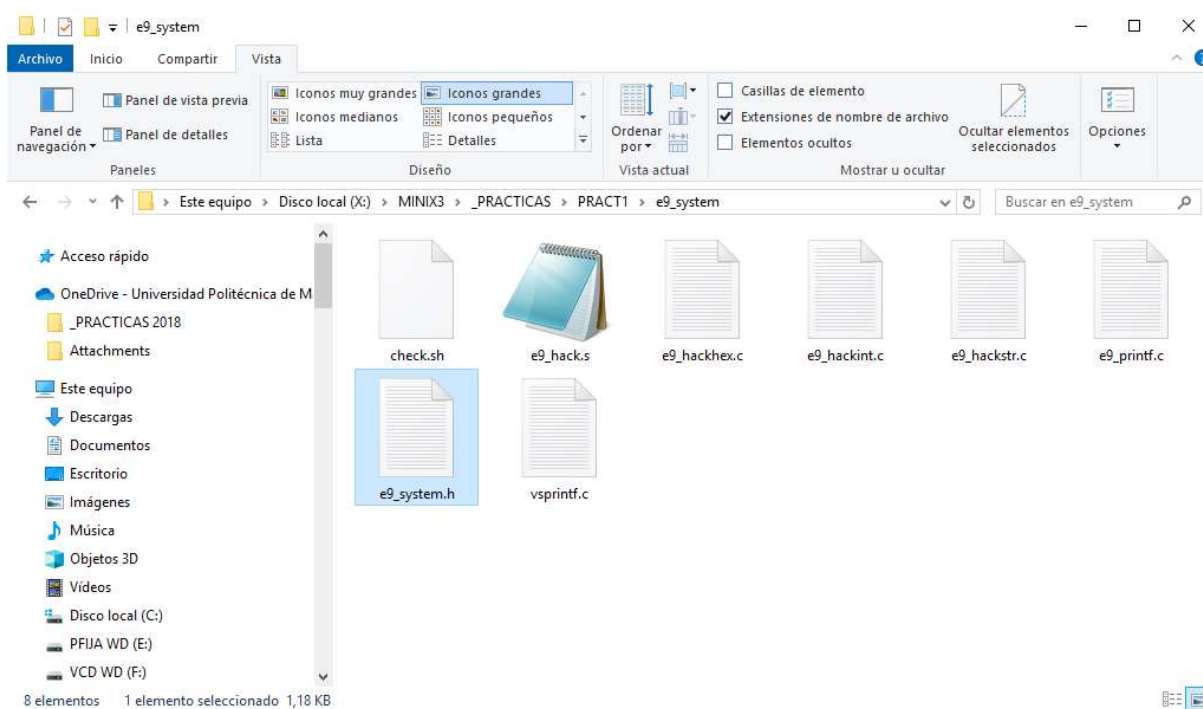 e9_system
Archivo Inicio Compartir Vista
Panel de navegación
Panel de vista previa
Panel de detalles
Paneles
Iconos muy grandes Iconos grandes
Iconos medianos Iconos pequeños
Lista Detalles
Diseño
Ordenar por
Vista actual
Casillas de elemento
Extensiones de nombre de archivo
Elementos ocultos
Ocultar elementos seleccionados
Mostrar u ocultar
Opciones
Este equipo > Disco local (X:) > MINIX3 > _PRACTICAS > PRACT1 > e9_system
Buscar en e9_system
Acceso rápido
OneDrive - Universidad Politécnica de M
_PRACTICAS 2018
Attachments
Este equipo
Descargas
Documentos
Escritorio
Imágenes
Música
Objetos 3D
Vídeos
Disco local (C:)
PFIJA WD (E:)
VCD WD (F:)
check.sh e9_hack.s e9_hackhex.c e9_hackint.c e9_hackstr.c e9_printf.c
e9_system.h vsprintf.c
8 elementos 1 elemento seleccionado 1,18 KB